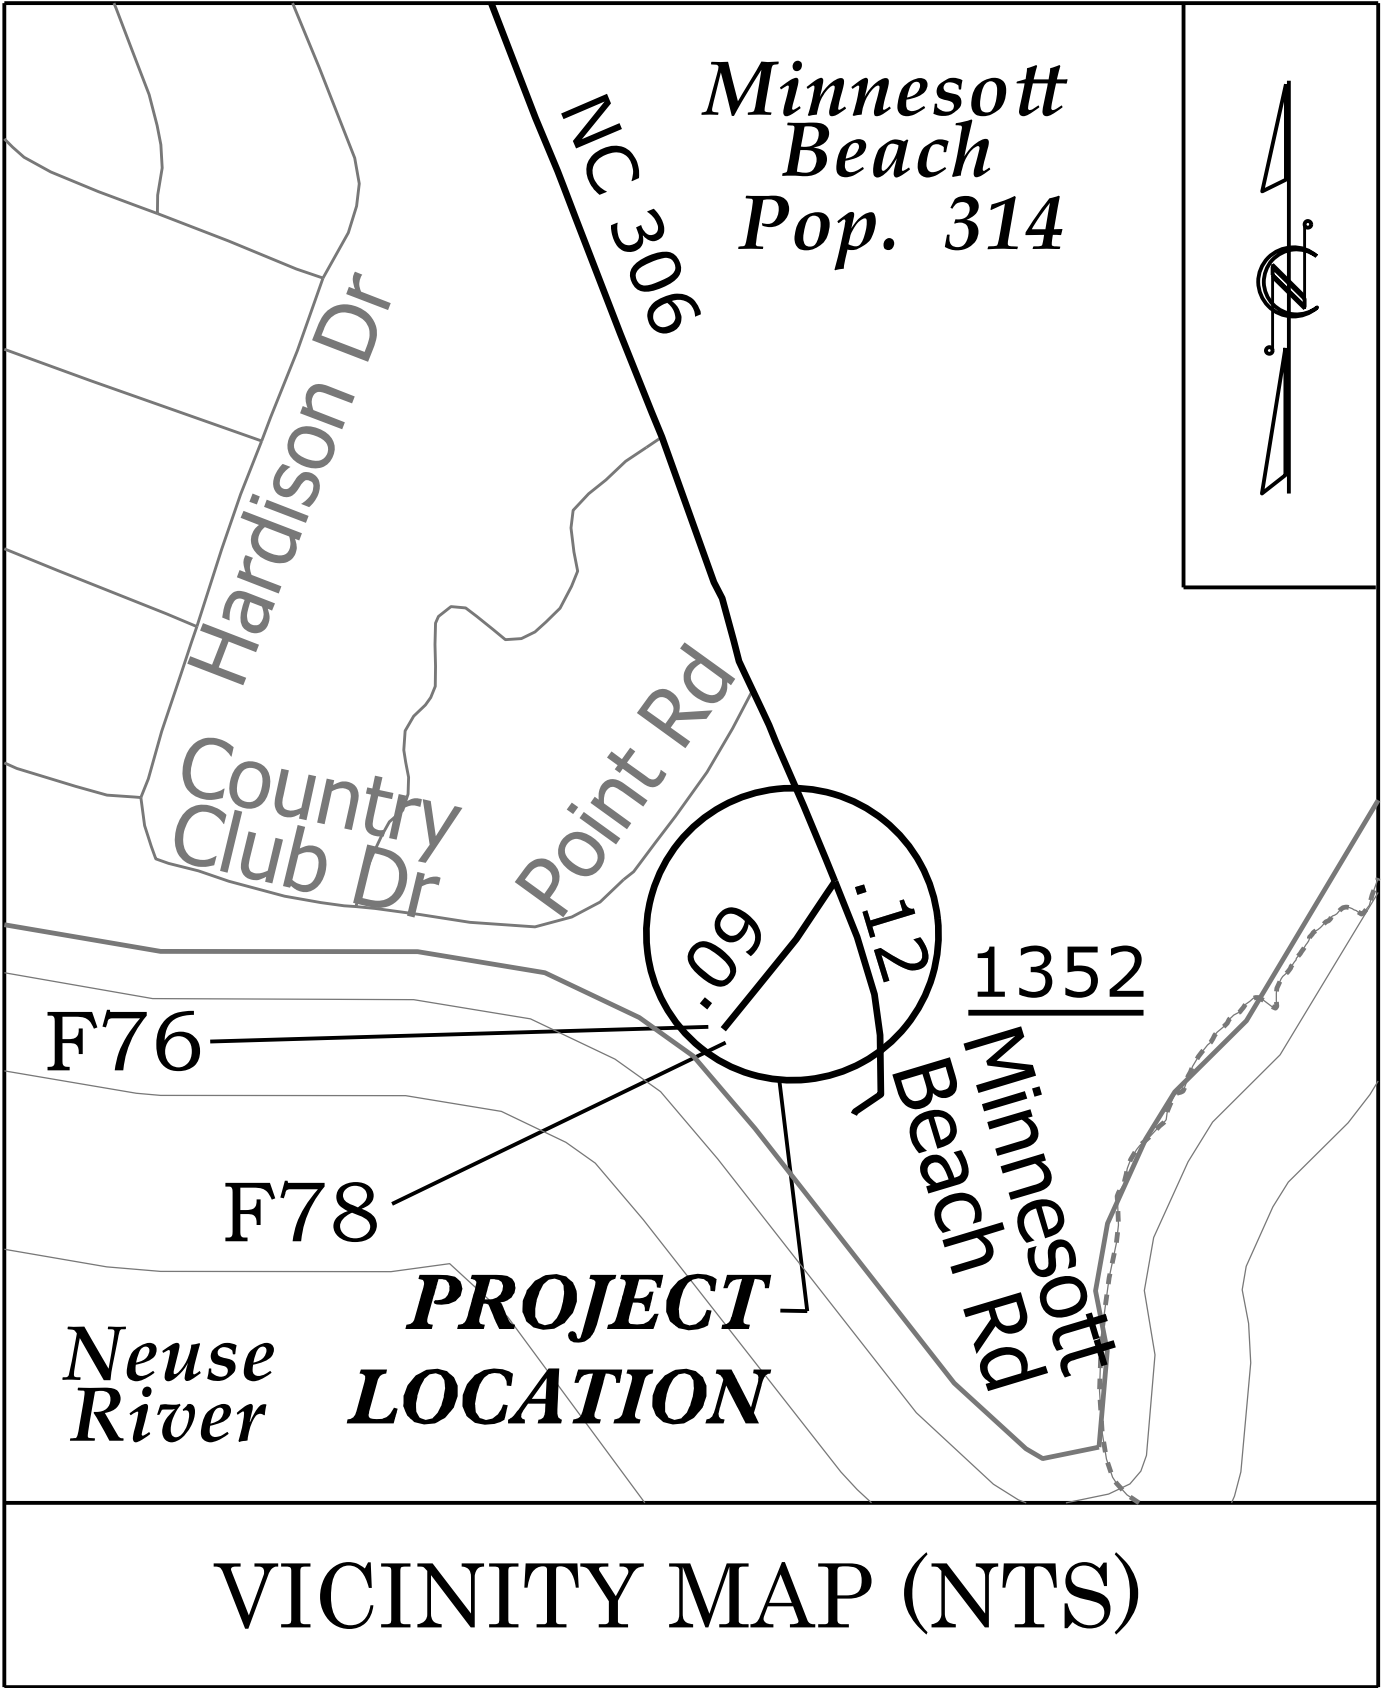 Minnesott
Beach
Pop. 314
NC 306
Hardison Dr
Country
Club Dr
Point Rd
.09
.12
1352
Minnesott
Beach Rd
F76
F78
PROJECT
LOCATION
Neuse
River
VICINITY MAP (NTS)